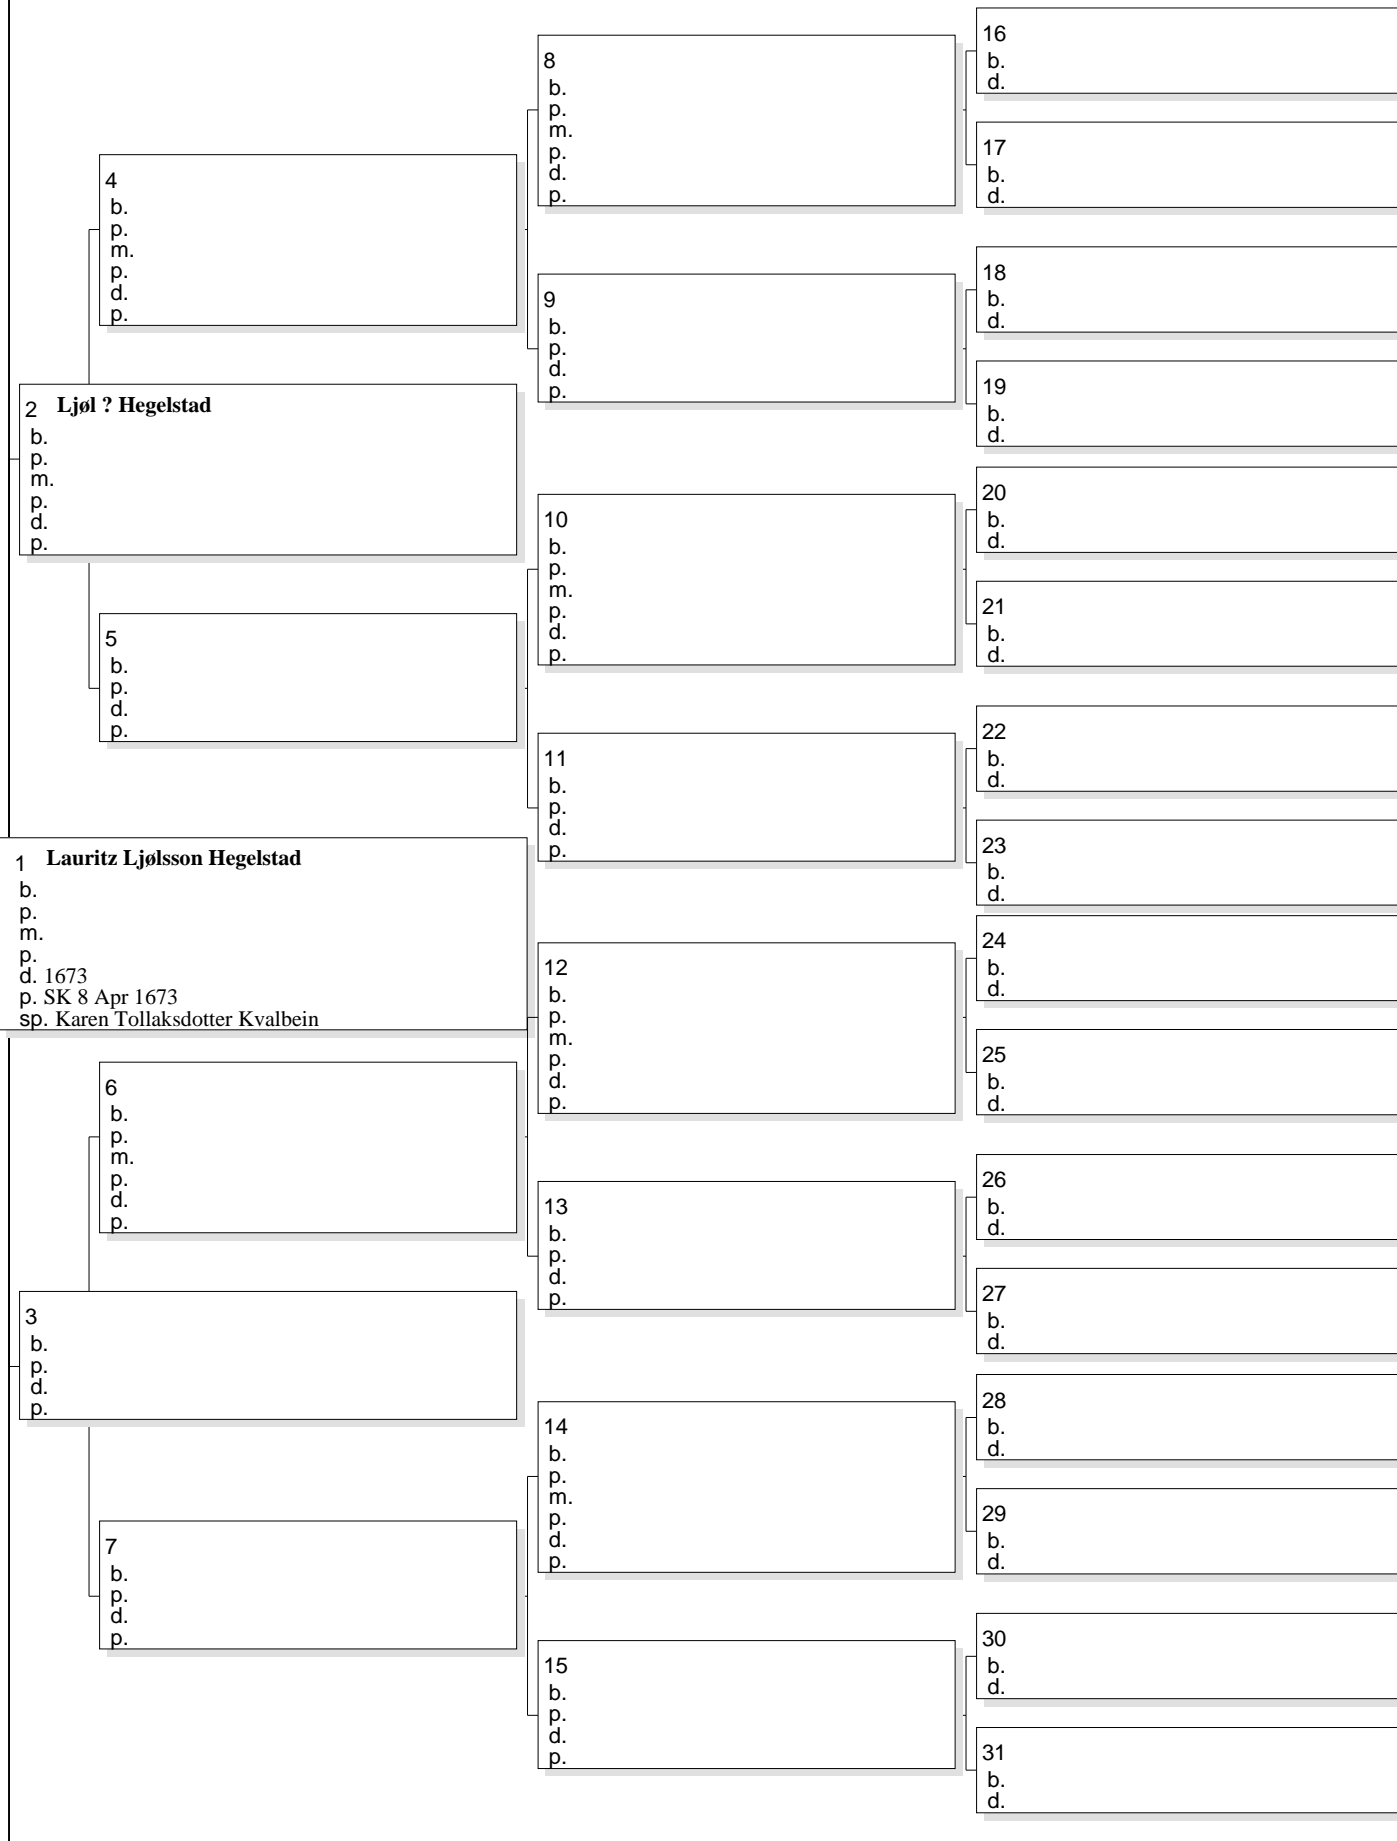 16
b.
d.
8
b.
p.
m.
p.
d.
p.
17
b.
d.
4
b.
p.
m.
p.
d.
p.
18
b.
d.
9
b.
p.
d.
p.
19
b.
d.
2 Ljøl ? Hegelstad
b.
p.
m.
p.
d.
p.
20
b.
d.
10
b.
p.
m.
p.
d.
p.
21
b.
d.
5
b.
p.
d.
p.
22
b.
d.
11
b.
p.
d.
p.
23
b.
d.
1 Lauritz Ljølsson Hegelstad
b.
p.
m.
p.
d. 1673
p. SK 8 Apr 1673
sp. Karen Tollaksdotter Kvalbein
24
b.
d.
12
b.
p.
m.
p.
d.
p.
25
b.
d.
6
b.
p.
m.
p.
d.
p.
26
b.
d.
13
b.
p.
d.
p.
27
b.
d.
3
b.
p.
d.
p.
28
b.
d.
14
b.
p.
m.
p.
d.
p.
29
b.
d.
7
b.
p.
d.
p.
30
b.
d.
15
b.
p.
d.
p.
31
b.
d.